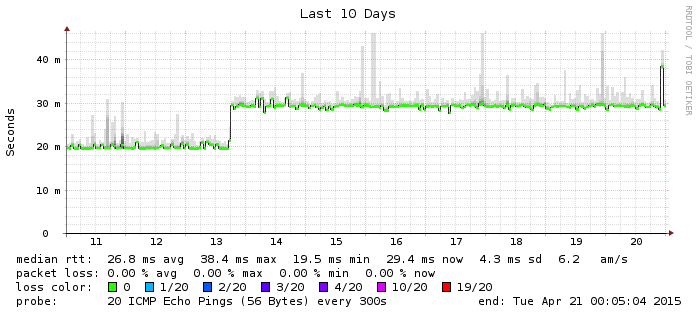 Last 10 Days
RRDTOOL / TOBI OETIKER
Seconds
40 m
30 m
20 m
10 m
0
11 12 13 14 15 16 17 18 19 20
median rtt: 26.8 ms avg 38.4 ms max 19.5 ms min 29.4 ms now 4.3 ms sd 6.2 am/s
packet loss: 0.00 % avg 0.00 % max 0.00 % min 0.00 % now
loss color: 0 1/20 2/20 3/20 4/20 10/20 19/20
probe: 20 ICMP Echo Pings (56 Bytes) every 300s end: Tue Apr 21 00:05:04 2015